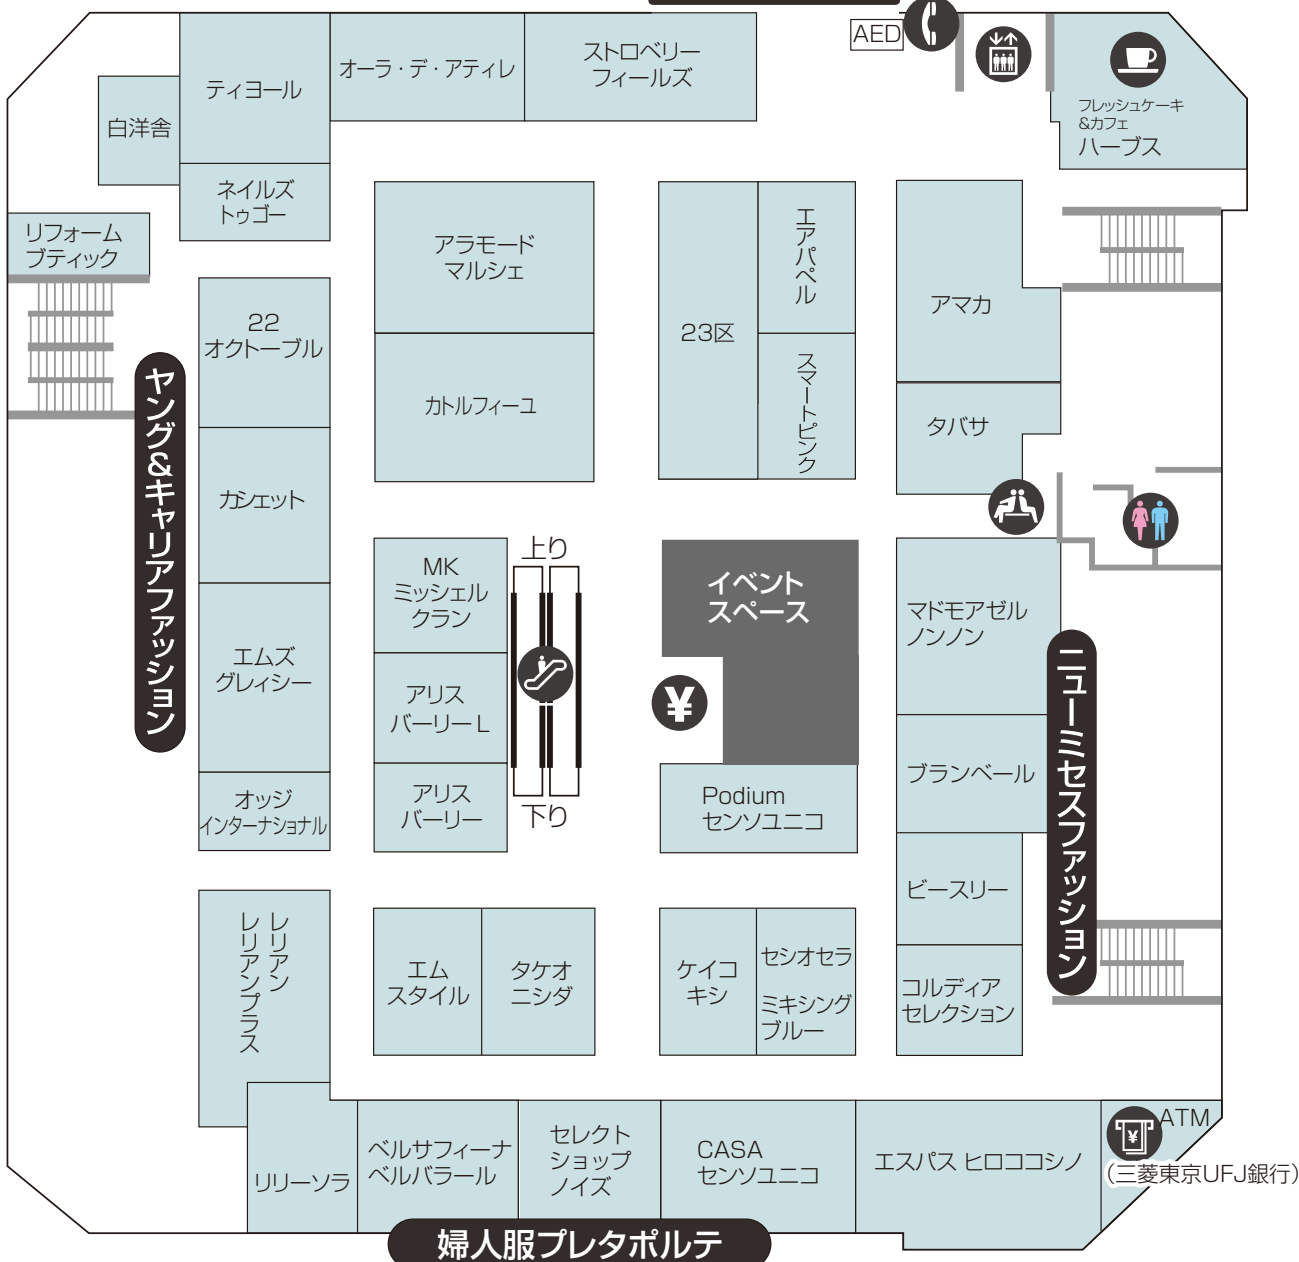 AED
ストロベリー
フィールズ
オーラ・デ・アティレ
ティヨール
白洋舎
フレッシュケーキ
&カフェ
ハーブス
ネイルズ
トゥゴー
リフォーム
ブティック
アラモード
マルシェ
エアパペル
23区
アマカ
22
オクトーブル
カトルフィーユ
スマートピンク
タバサ
ヤング&キャリアファッション
カシェット
上り
MK
ミッシェル
クラン
イベント
スペース
マドモアゼル
ノンノン
エムズ
グレィシー
アリス
バーリー L
¥
ニューミセスファッション
ブランベール
オッジ
インターナショナル
アリス
バーリー
下り
Podium
センソユニコ
ビースリー
レリアン
レリアンプラス
エム
スタイル
タケオ
ニシダ
ケイコ
キシ
セシオセラ
ミキシング
ブルー
コルディア
セレクション
リリーソラ
ベルサフィーナ
ベルバラール
セレクト
ショップ
ノイズ
CASA
センソユニコ
エスパス ヒロココシノ
¥
ATM
(三菱東京UFJ銀行)
婦人服プレタポルテ